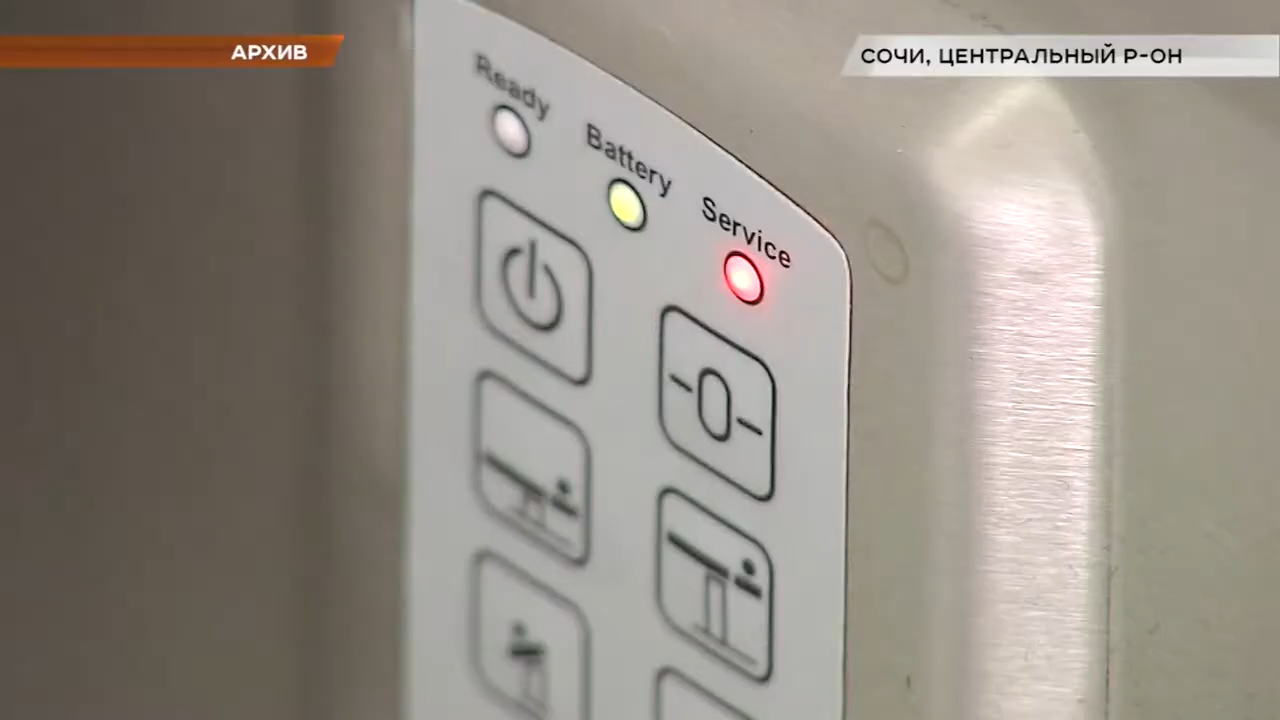 АРХИВ
СОЧИ, ЦЕНТРАЛЬНЫЙ Р-ОН
Ready
Battery
Service